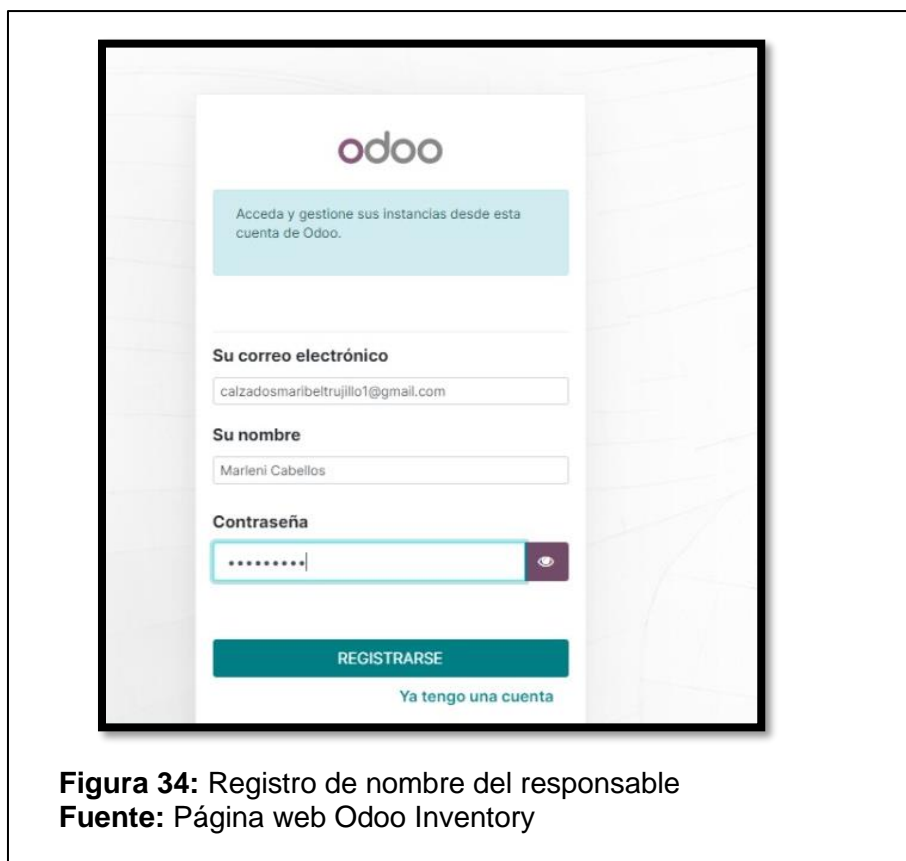 odoo
Acceda y gestione sus instancias desde esta
cuenta de Odoo.
Su correo electrónico
calzadosmaribeltrujillo1@gmail.com
Su nombre
Marleni Cabellos
Contraseña
•••••••••
REGISTRARSE
Ya tengo una cuenta
Figura 34: Registro de nombre del responsable
Fuente: Página web Odoo Inventory